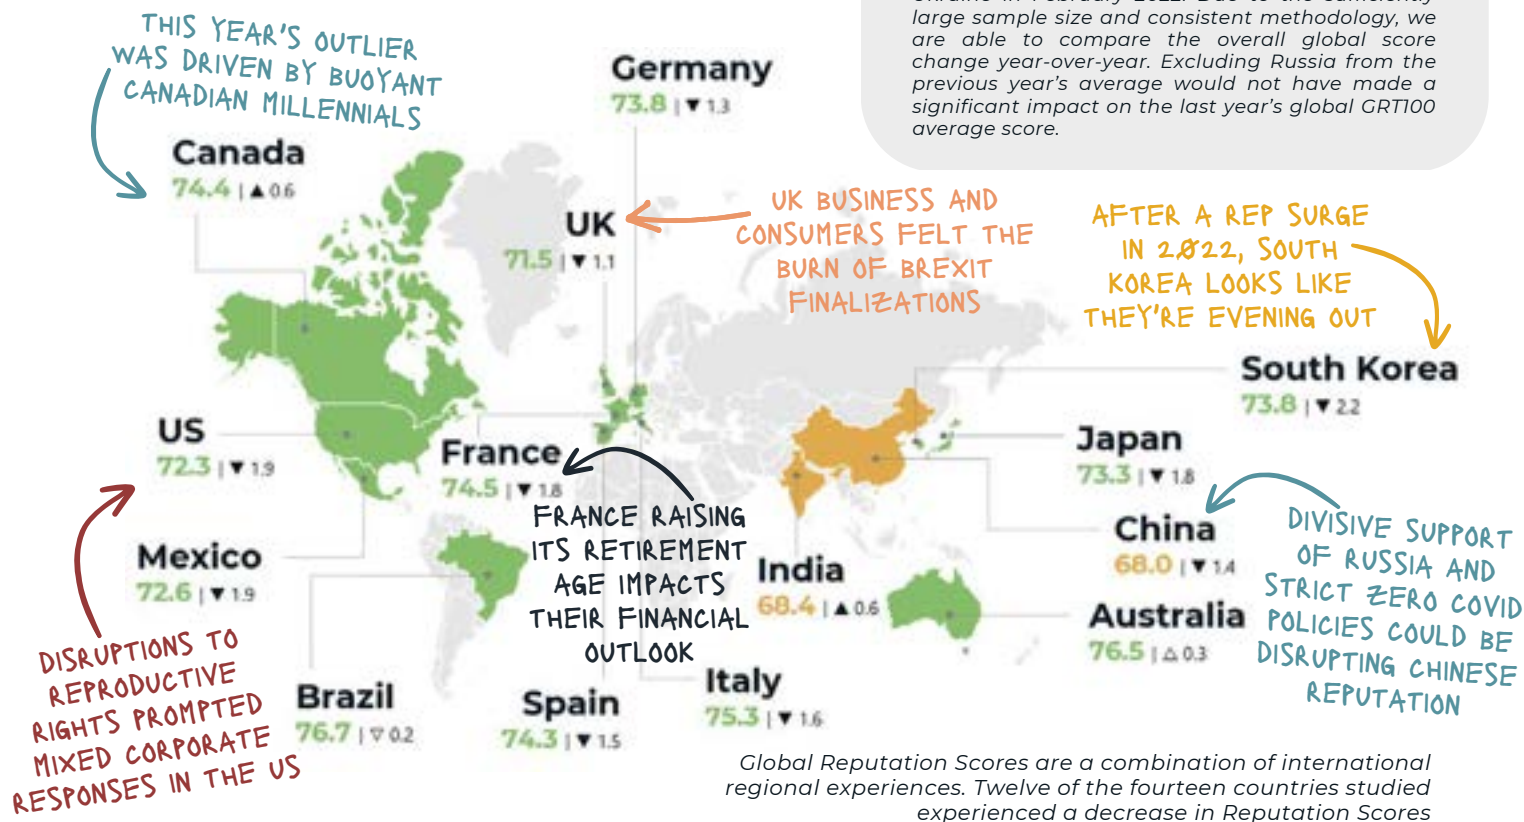 Ukraine in February 2022. Due to the sufficiently
large sample size and consistent methodology, we
are able to compare the overall global score
change year-over-year. Excluding Russia from the
previous year's average would not have made a
significant impact on the last year's global GRT100
average score.
THIS YEAR'S OUTLIER
WAS DRIVEN BY BUOYANT
CANADIAN MILLENNIALS
Germany
73.8 | ▼ 1.3
Canada
74.4 | ▲ 0.6
UK
71.5 | ▼ 1.1
UK BUSINESS AND
CONSUMERS FELT THE
BURN OF BREXIT
FINALIZATIONS
AFTER A REP SURGE
IN 2022, SOUTH
KOREA LOOKS LIKE
THEY'RE EVENING OUT
South Korea
73.8 | ▼ 2.2
US
72.3 | ▼ 1.9
France
74.5 | ▼ 1.8
Japan
73.3 | ▼ 1.8
FRANCE RAISING
ITS RETIREMENT
AGE IMPACTS
THEIR FINANCIAL
OUTLOOK
China
68.0 | ▼ 1.4
DIVISIVE SUPPORT
OF RUSSIA AND
STRICT ZERO COVID
POLICIES COULD BE
DISRUPTING CHINESE
REPUTATION
Mexico
72.6 | ▼ 1.9
India
68.4 | ▲ 0.6
Australia
76.5 | △ 0.3
DISRUPTIONS TO
REPRODUCTIVE
RIGHTS PROMPTED
MIXED CORPORATE
RESPONSES IN THE US
Brazil
76.7 | ▽ 0.2
Spain
74.3 | ▼ 1.5
Italy
75.3 | ▼ 1.6
Global Reputation Scores are a combination of international
regional experiences. Twelve of the fourteen countries studied
experienced a decrease in Reputation Scores